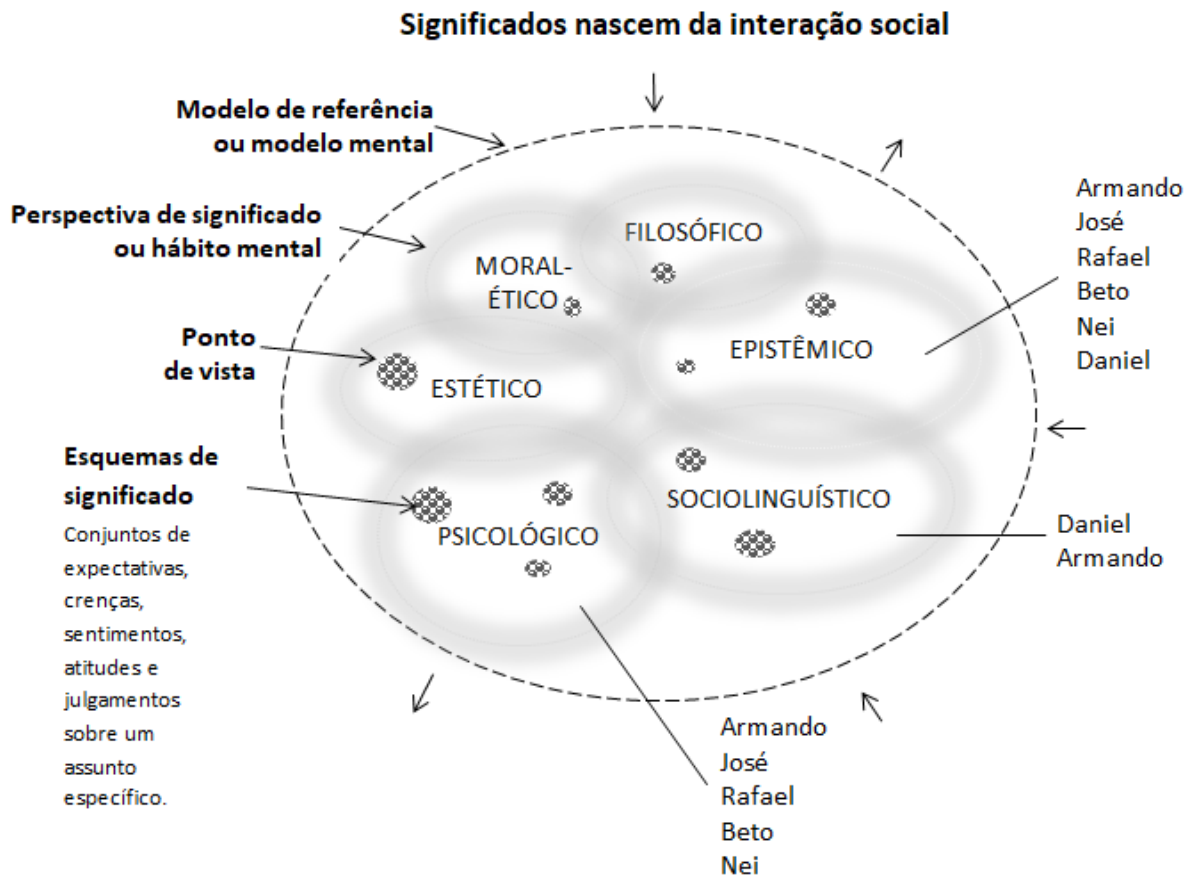 Significados nascem da interação social
Modelo de referência
ou modelo mental
Perspectiva de significado
ou hábito mental
Ponto
de vista
Esquemas de
significado
Conjuntos de
expectativas,
crenças,
sentimentos,
atitudes e
julgamentos
sobre um
assunto
específico.
FILOSÓFICO
MORAL-
ÉTICO
EPISTÊMICO
ESTÉTICO
SOCIOLINGUÍSTICO
PSICOLÓGICO
Armando
José
Rafael
Beto
Nei
Daniel
Daniel
Armando
Armando
José
Rafael
Beto
Nei